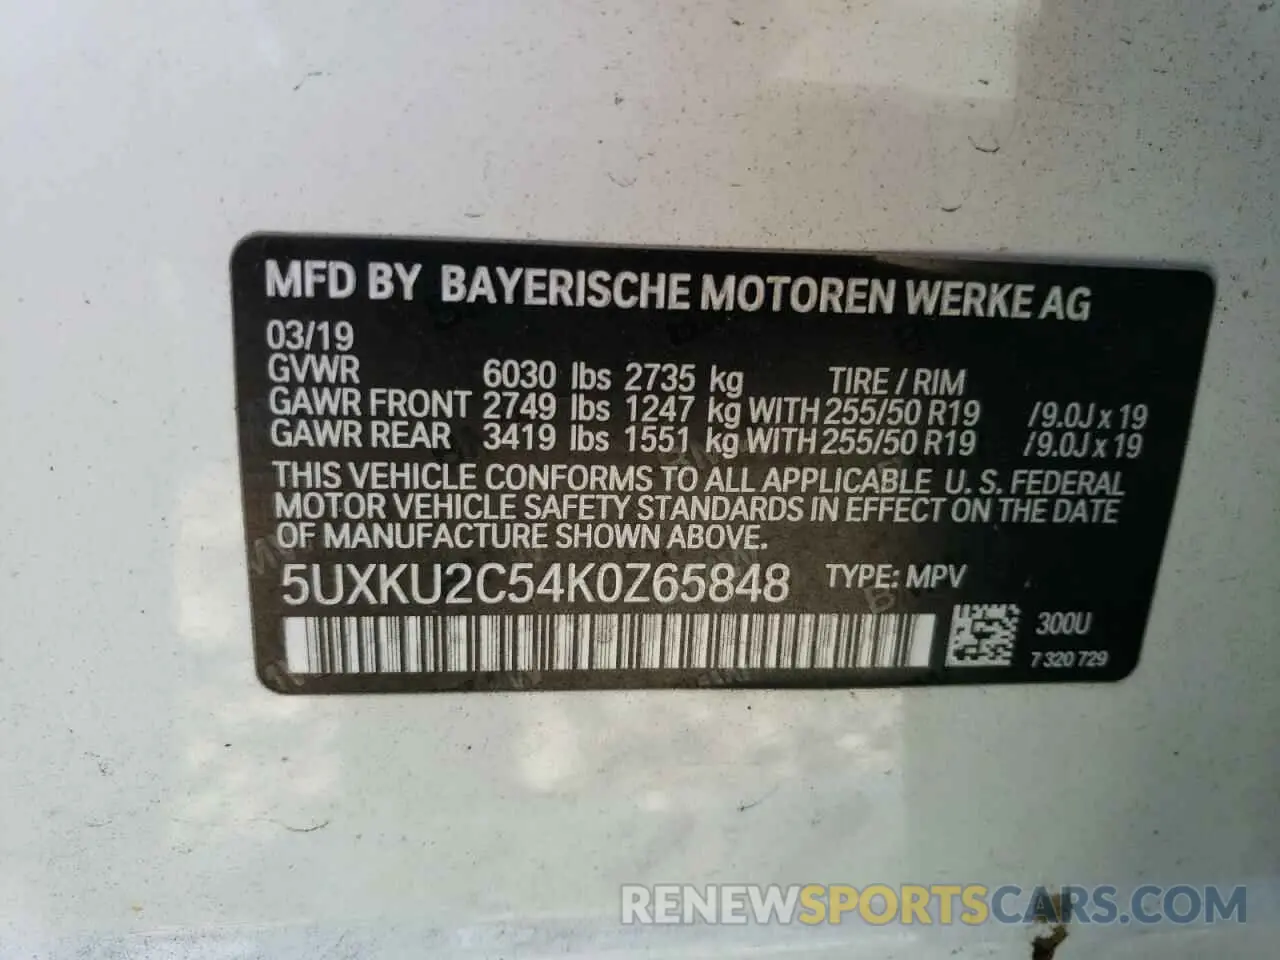 MFD BY BAYERISCHE MOTOREN WERKE AG
03/19
GVWR 6030 lbs 2735 kg TIRE / RIM
GAWR FRONT 2749 lbs 1247 kg WITH 255/50 R19 /9.0J x 19
GAWR REAR 3419 lbs 1551 kg WITH 255/50 R19 /9.0J x 19
THIS VEHICLE CONFORMS TO ALL APPLICABLE U.S. FEDERAL
MOTOR VEHICLE SAFETY STANDARDS IN EFFECT ON THE DATE
OF MANUFACTURE SHOWN ABOVE.
5UXKU2C54K0Z65848 TYPE: MPV
300U
7 320 729
RENEWSPORTSCARS.COM